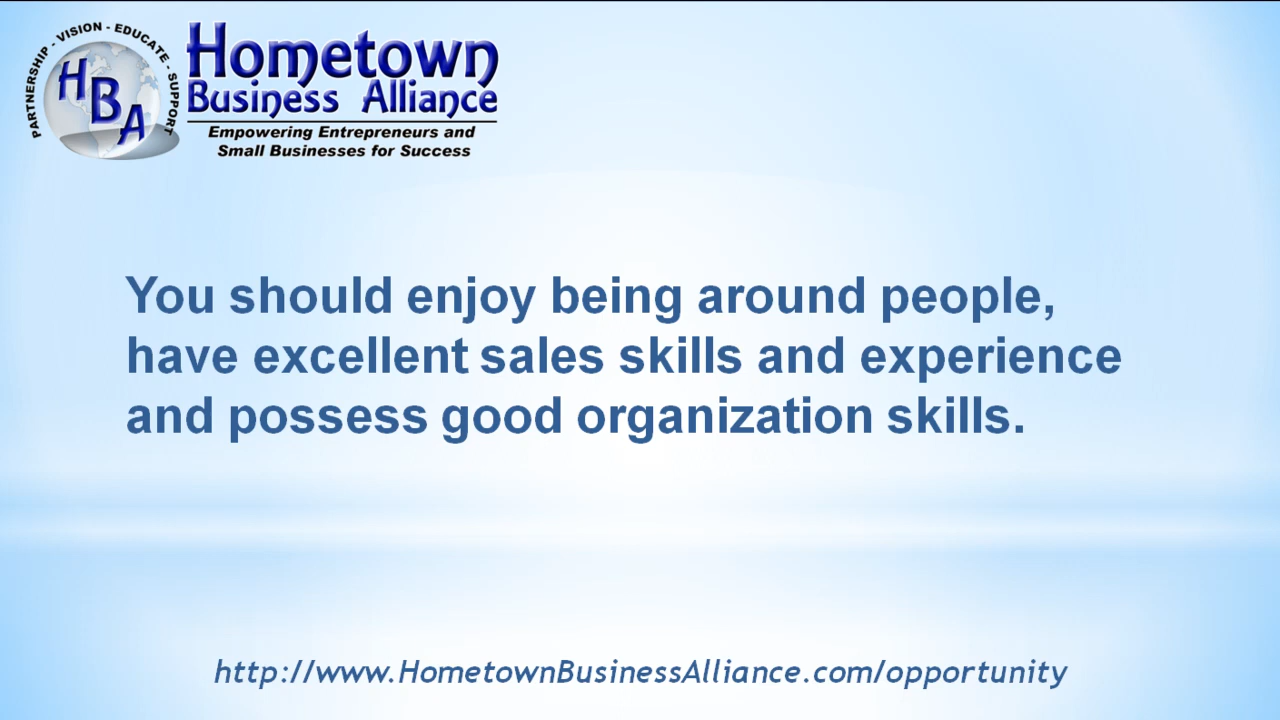 PARTNERSHIP - VISION - EDUCATE - SUPPORT
HBA
Hometown
Business Alliance
Empowering Entrepreneurs and
Small Businesses for Success
You should enjoy being around people,
have excellent sales skills and experience
and possess good organization skills.
http://www.HometownBusinessAlliance.com/opportunity